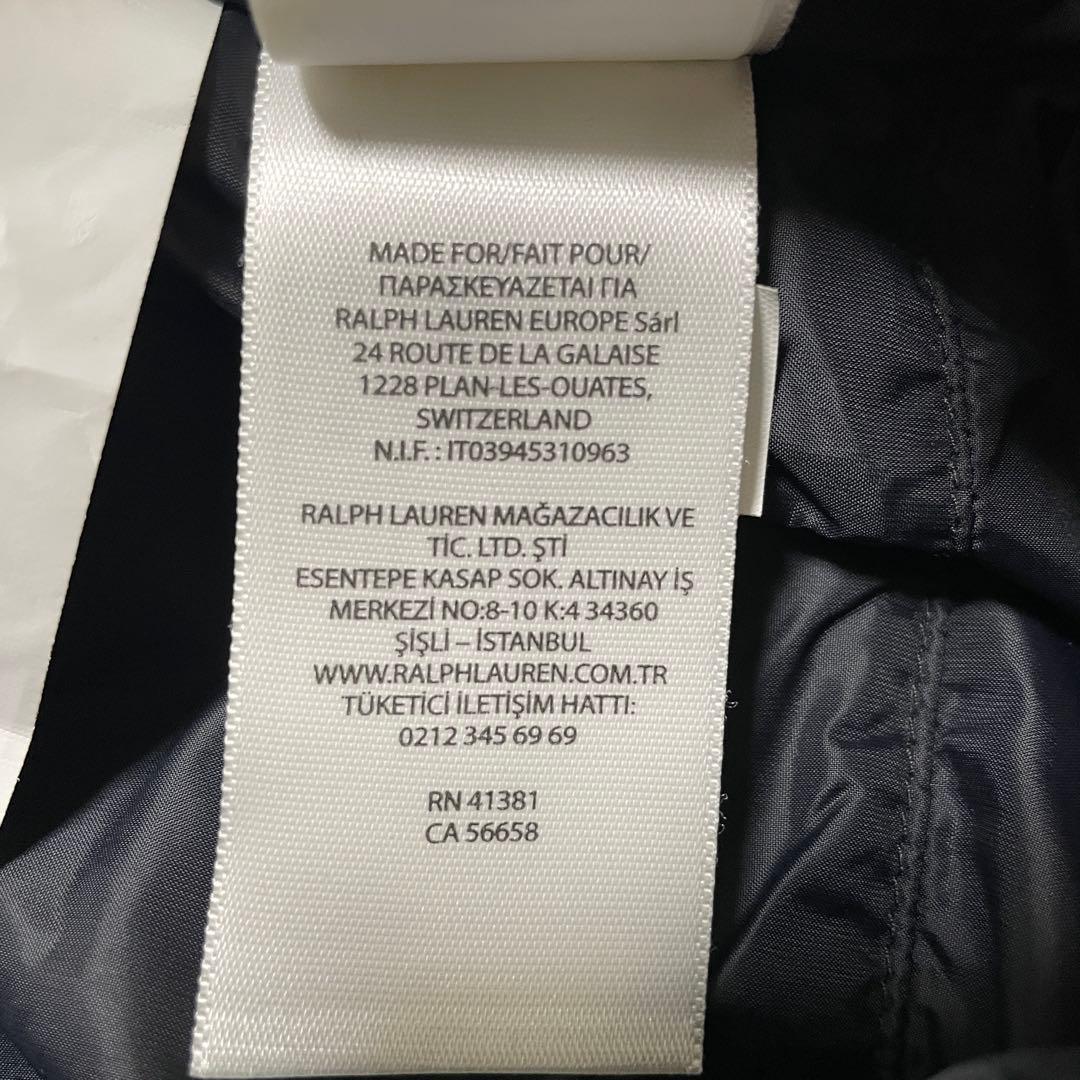 MADE FOR/FAIT POUR/
ΠΑΡΑΣΚΕΥΑΖΕΤΑΙ ΓΙΑ
RALPH LAUREN EUROPE Sárl
24 ROUTE DE LA GALAISE
1228 PLAN-LES-OUATES,
SWITZERLAND
N.I.F. : IT03945310963
RALPH LAUREN MAĞAZACILIK VE
TİC. LTD. ŞTİ
ESENTEPE KASAP SOK. ALTINAY İŞ
MERKEZİ NO:8-10 K:4 34360
ŞİŞLİ – İSTANBUL
WWW.RALPHLAUREN.COM.TR
TÜKETİCİ İLETİŞİM HATTI:
0212 345 69 69
RN 41381
CA 56658